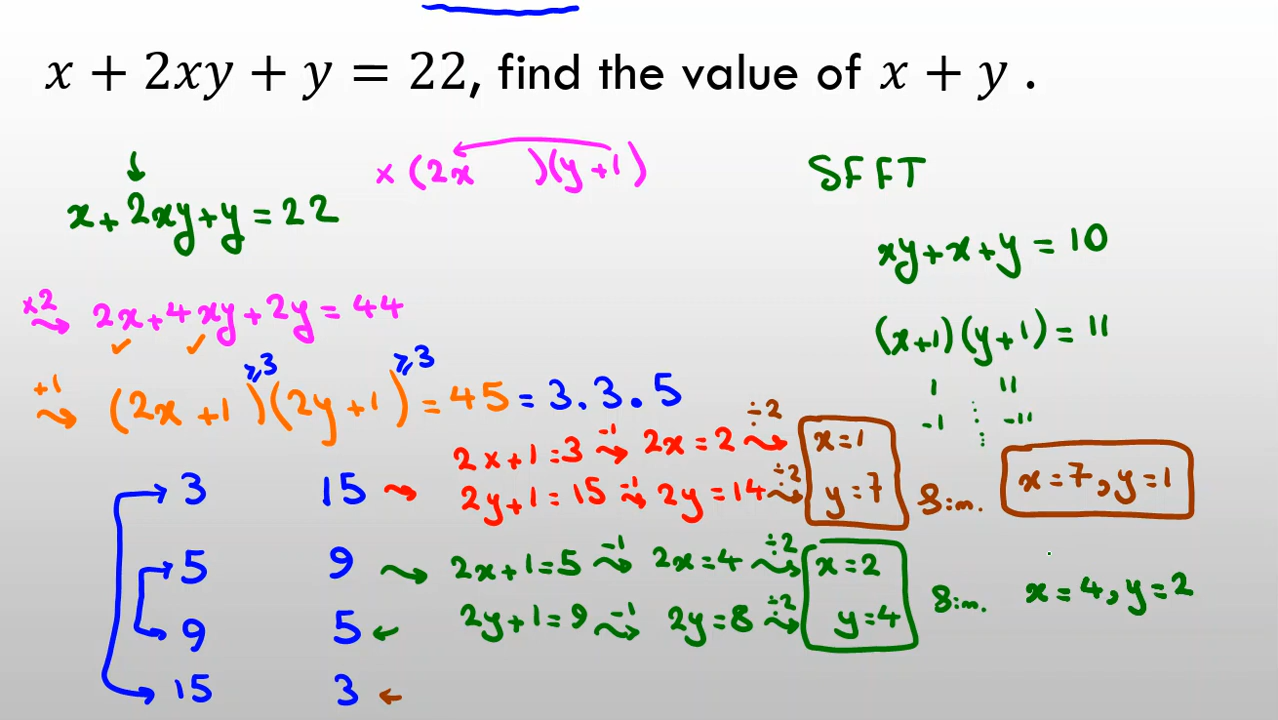 x + 2xy + y = 22, find the value of x + y .
× (2x )(y+1)
SFFT
x+2xy+y=22
xy+x+y=10
×2 2x+4xy+2y=44
(x+1)(y+1)=11
≥3 ≥3
+1 (2x+1)(2y+1)=45=3.3.5
1 11
-1 -11
2x+1=3 -1 2x=2 ÷2 x=1
3 15 2y+1=15 -1 2y=14 ÷2 y=7 Sim. x=7, y=1
5 9 2x+1=5 -1 2x=4 ÷2 x=2
2y+1=9 -1 2y=8 ÷2 y=4 Sim. x=4, y=2
9 5
15 3